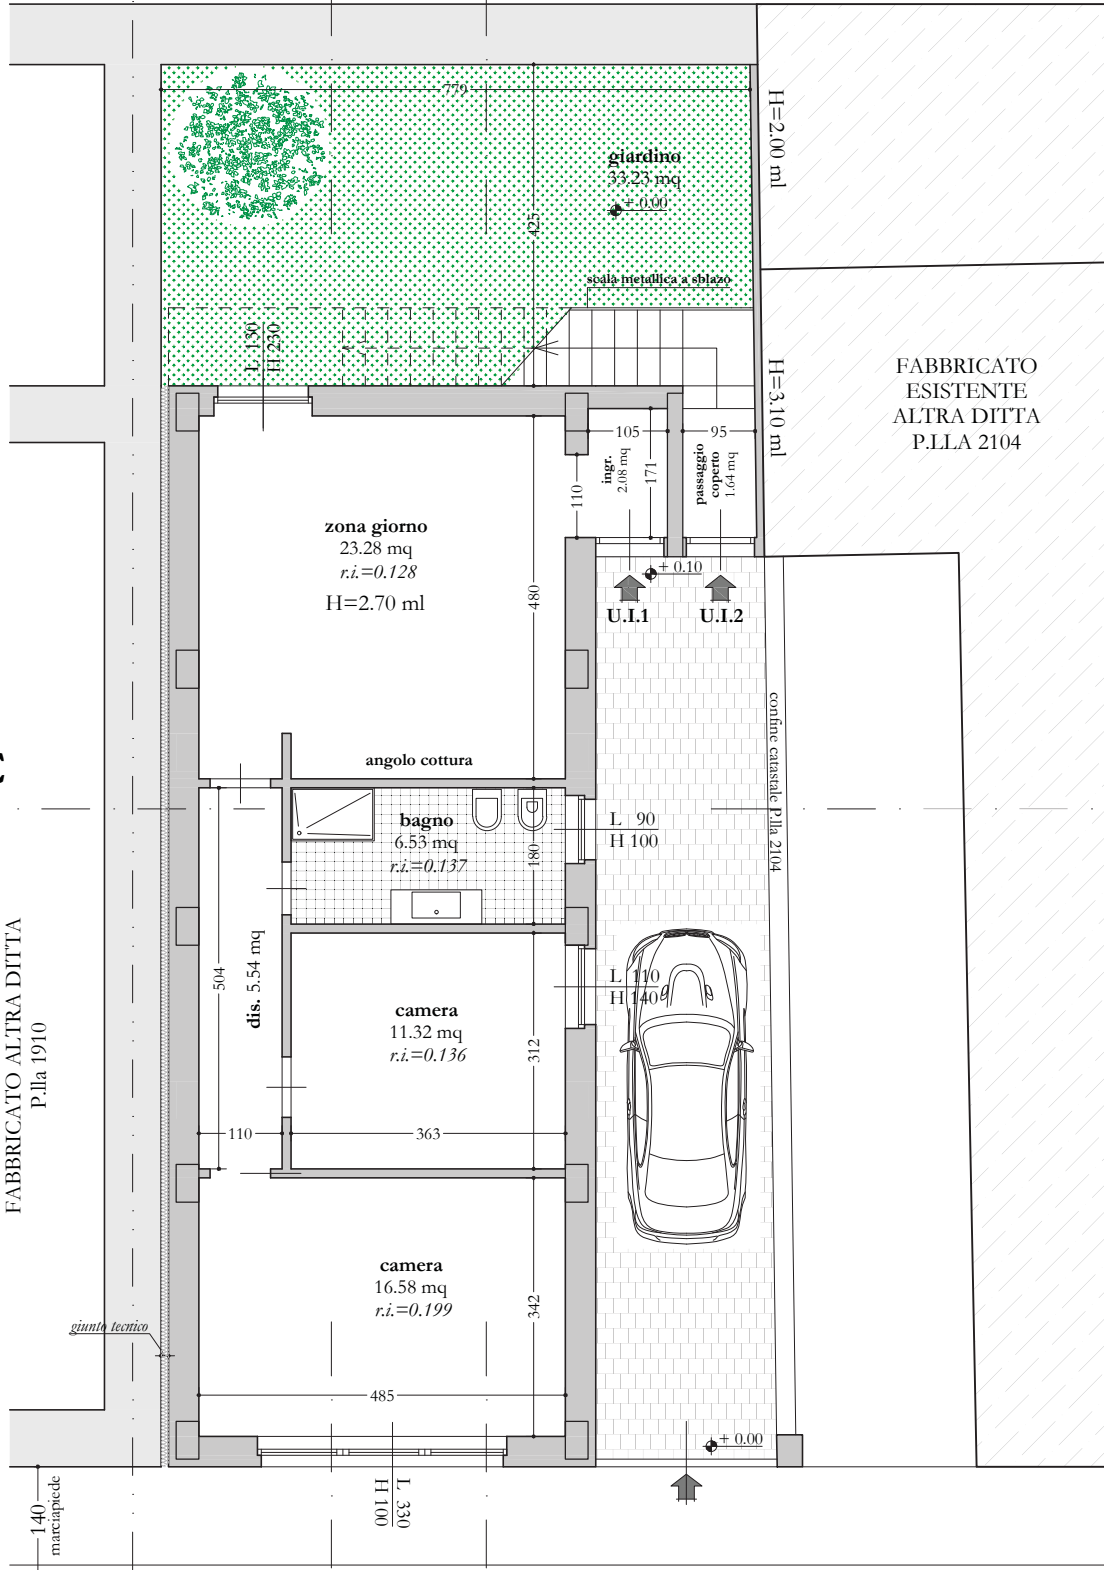 779
H=2.00 ml
giardino
33.23 mq
+ 0.00
425
scala metallica a sblazo
L 130
H 230
H=3.10 ml
FABBRICATO
ESISTENTE
ALTRA DITTA
P.LLA 2104
105
95
ingr.
2.08 mq
171
passaggio
coperto
1.64 mq
110
zona giorno
23.28 mq
r.i.=0.128
H=2.70 ml
480
+ 0.10
U.I.1
U.I.2
confine catastale P.lla 2104
angolo cottura
bagno
6.53 mq
r.i.=0.137
180
L 90
H 100
504
dis. 5.54 mq
camera
11.32 mq
r.i.=0.136
312
L 110
H 140
110
363
FABBRICATO ALTRA DITTA
P.lla 1910
camera
16.58 mq
r.i.=0.199
342
giunto tecnico
485
+ 0.00
L 330
H 100
140
marciapiede